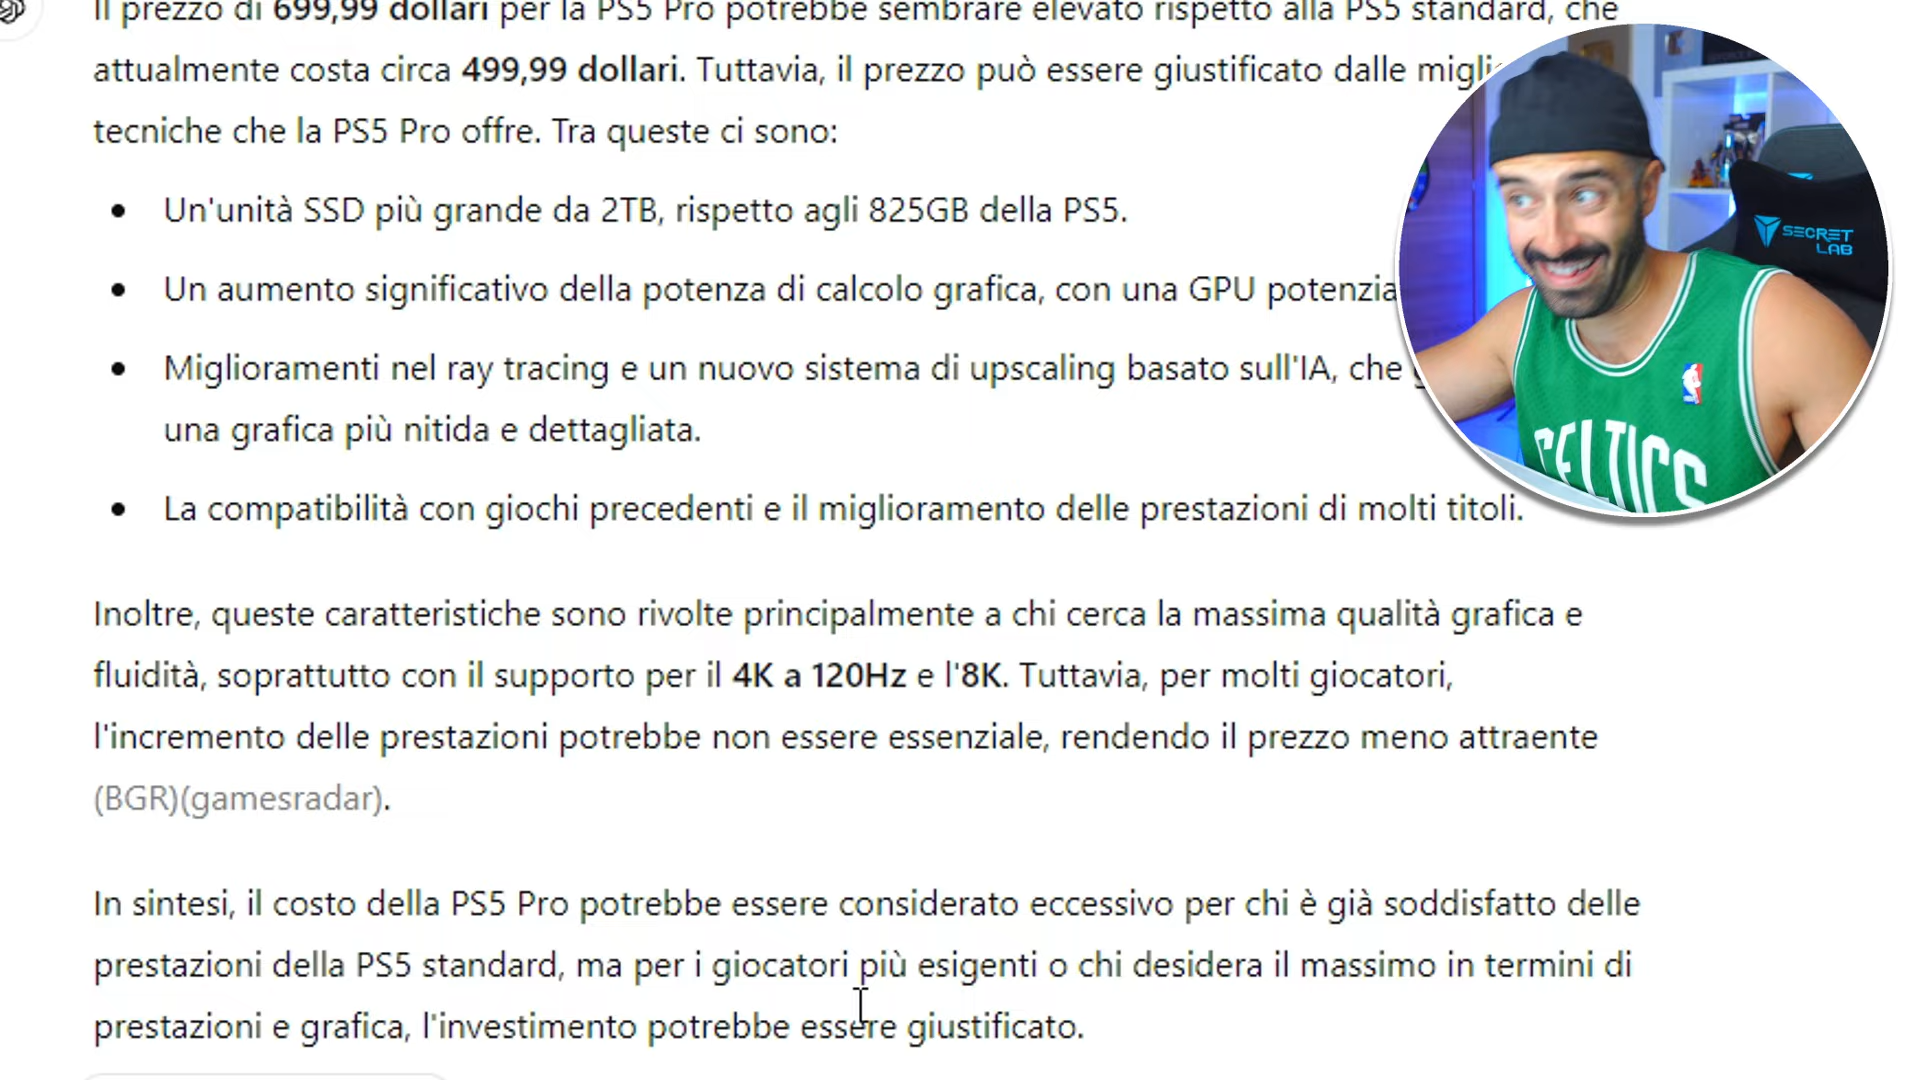 Il prezzo di 699,99 dollari per la PS5 Pro potrebbe sembrare elevato rispetto alla PS5 standard, che
attualmente costa circa 499,99 dollari. Tuttavia, il prezzo può essere giustificato dalle
tecniche che la PS5 Pro offre. Tra queste ci sono:
• Un'unità SSD più grande da 2TB, rispetto agli 825GB della PS5.
• Un aumento significativo della potenza di calcolo grafica, con una GPU
• Miglioramenti nel ray tracing e un nuovo sistema di upscaling basato sull'IA, che
una grafica più nitida e dettagliata.
• La compatibilità con giochi precedenti e il miglioramento delle prestazioni di molti titoli.
Inoltre, queste caratteristiche sono rivolte principalmente a chi cerca la massima qualità grafica e
fluidità, soprattutto con il supporto per il 4K a 120Hz e l'8K. Tuttavia, per molti giocatori,
l'incremento delle prestazioni potrebbe non essere essenziale, rendendo il prezzo meno attraente
(BGR)(gamesradar).
In sintesi, il costo della PS5 Pro potrebbe essere considerato eccessivo per chi è già soddisfatto delle
prestazioni della PS5 standard, ma per i giocatori più esigenti o chi desidera il massimo in termini di
prestazioni e grafica, l'investimento potrebbe essere giustificato.
SECRET
LAB
CELTICS